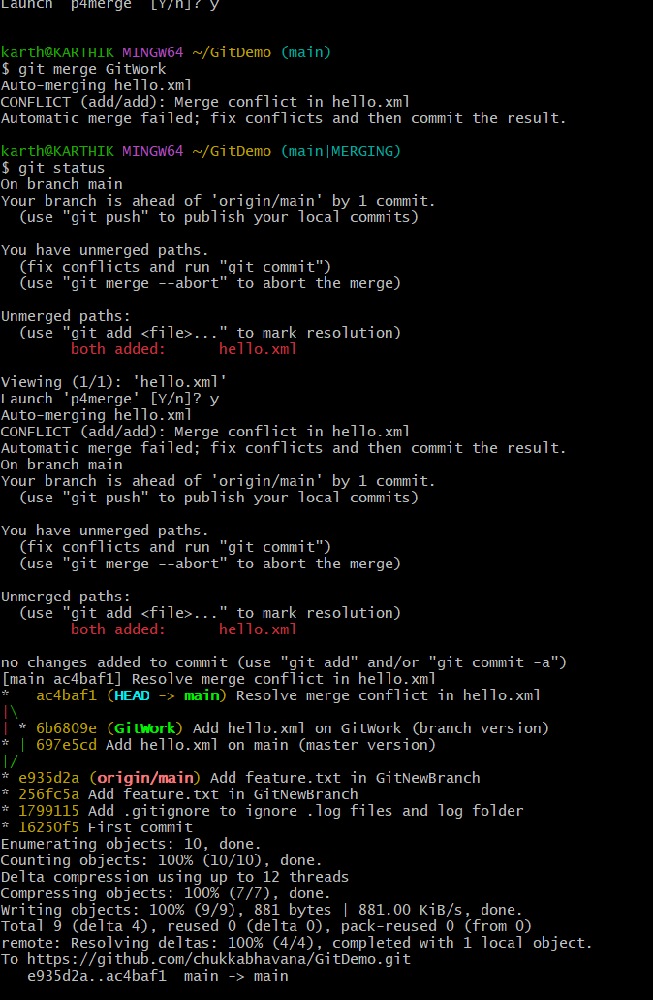 Launch 'p4merge' [Y/n]? y
karth@KARTHIK MINGW64 ~/GitDemo (main)
$ git merge GitWork
Auto-merging hello.xml
CONFLICT (add/add): Merge conflict in hello.xml
Automatic merge failed; fix conflicts and then commit the result.
karth@KARTHIK MINGW64 ~/GitDemo (main|MERGING)
$ git status
On branch main
Your branch is ahead of 'origin/main' by 1 commit.
  (use "git push" to publish your local commits)
You have unmerged paths.
  (fix conflicts and run "git commit")
  (use "git merge --abort" to abort the merge)
Unmerged paths:
  (use "git add <file>..." to mark resolution)
        both added:      hello.xml
Viewing (1/1): 'hello.xml'
Launch 'p4merge' [Y/n]? y
Auto-merging hello.xml
CONFLICT (add/add): Merge conflict in hello.xml
Automatic merge failed; fix conflicts and then commit the result.
On branch main
Your branch is ahead of 'origin/main' by 1 commit.
  (use "git push" to publish your local commits)
You have unmerged paths.
  (fix conflicts and run "git commit")
  (use "git merge --abort" to abort the merge)
Unmerged paths:
  (use "git add <file>..." to mark resolution)
        both added:      hello.xml
no changes added to commit (use "git add" and/or "git commit -a")
[main ac4baf1] Resolve merge conflict in hello.xml
*   ac4baf1 (HEAD -> main) Resolve merge conflict in hello.xml
|\
| * 6b6809e (GitWork) Add hello.xml on GitWork (branch version)
* | 697e5cd Add hello.xml on main (master version)
|/
* e935d2a (origin/main) Add feature.txt in GitNewBranch
* 256fc5a Add feature.txt in GitNewBranch
* 1799115 Add .gitignore to ignore .log files and log folder
* 16250f5 First commit
Enumerating objects: 10, done.
Counting objects: 100% (10/10), done.
Delta compression using up to 12 threads
Compressing objects: 100% (7/7), done.
Writing objects: 100% (9/9), 881 bytes | 881.00 KiB/s, done.
Total 9 (delta 4), reused 0 (delta 0), pack-reused 0 (from 0)
remote: Resolving deltas: 100% (4/4), completed with 1 local object.
To https://github.com/chukkabhavana/GitDemo.git
   e935d2a..ac4baf1  main -> main